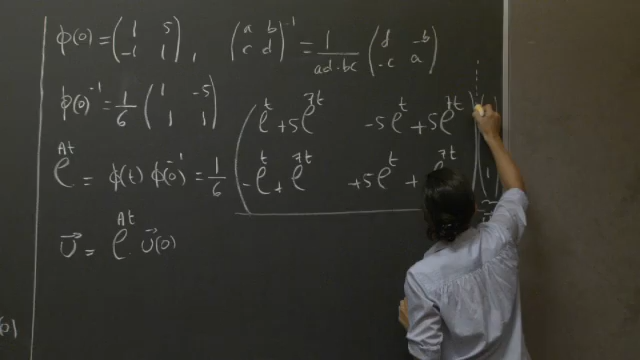 ϕ(0) = ( 1 5 ; -1 1 ) , ( a b ; c d )⁻¹ = 1/(ad-bc) ( d -b ; -c a )
ϕ(0)⁻¹ = 1/6 ( 1 -5 ; 1 1 )
e^{At} = ϕ(t) ϕ(0)⁻¹ = 1/6 ( e^t + 5e^{7t} -5e^t + 5e^{7t} ; -e^t + e^{7t} +5e^t + e^{7t} )
U⃗ = e^{At} · U⃗(0)